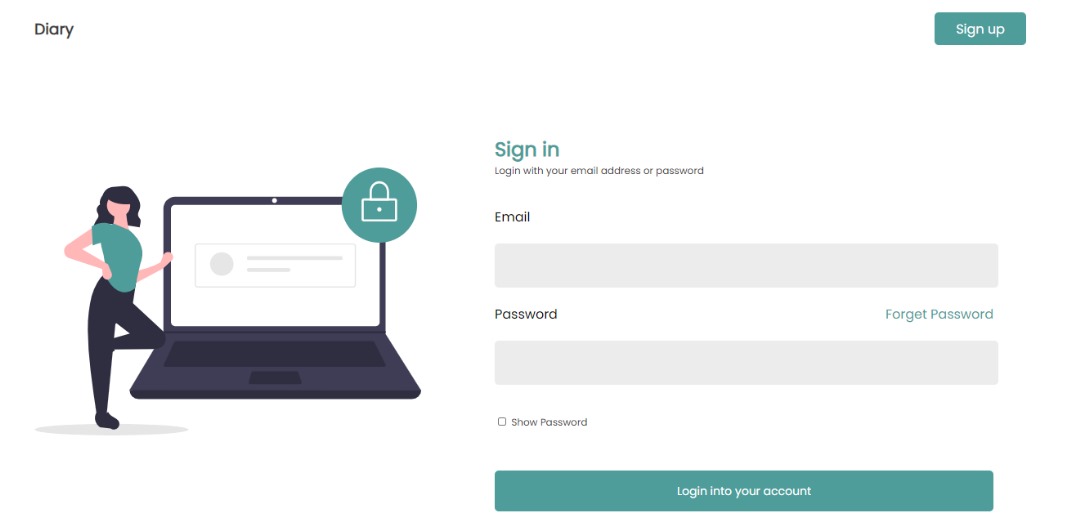 Diary
Sign up
Sign in
Login with your email address or password
Email
Password
Forget Password
Show Password
Login into your account